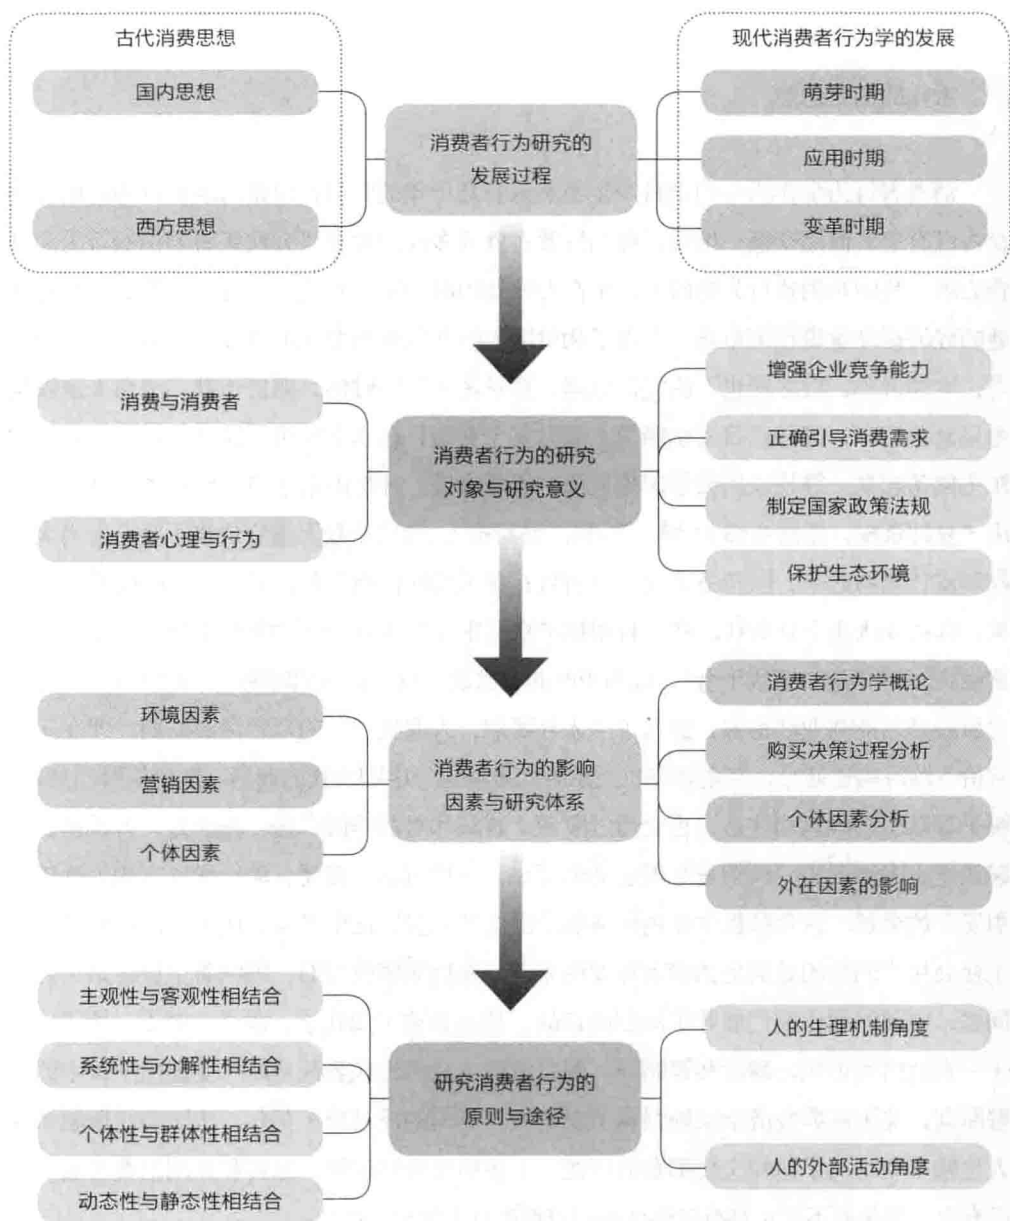 古代消费思想
国内思想
西方思想
消费者行为研究的
发展过程
现代消费者行为学的发展
萌芽时期
应用时期
变革时期
消费与消费者
消费者心理与行为
消费者行为的研究
对象与研究意义
增强企业竞争能力
正确引导消费需求
制定国家政策法规
保护生态环境
环境因素
营销因素
个体因素
消费者行为的影响
因素与研究体系
消费者行为学概论
购买决策过程分析
个体因素分析
外在因素的影响
主观性与客观性相结合
系统性与分解性相结合
个体性与群体性相结合
动态性与静态性相结合
研究消费者行为的
原则与途径
人的生理机制角度
人的外部活动角度